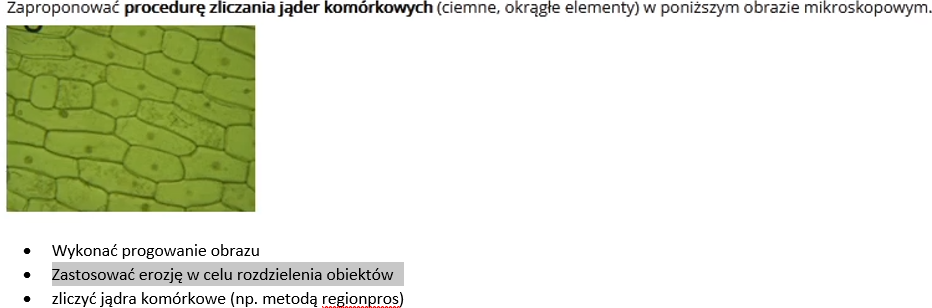 Zaproponować procedurę zliczania jąder komórkowych (ciemne, okrągłe elementy) w poniższym obrazie mikroskopowym.
• Wykonać progowanie obrazu
• Zastosować erozję w celu rozdzielenia obiektów
• zliczyć jądra komórkowe (np. metodą regionpros)